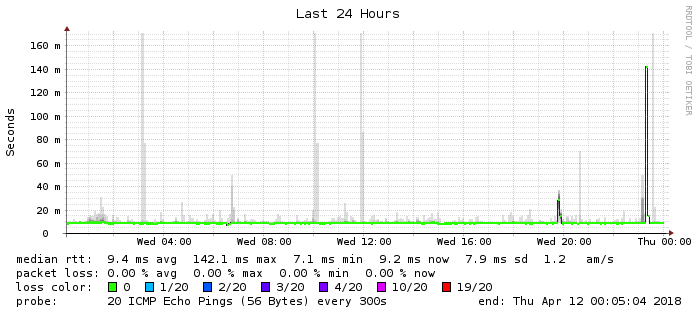 Last 24 Hours
RRDTOOL / TOBI OETIKER
Seconds
160 m
140 m
120 m
100 m
80 m
60 m
40 m
20 m
0
Wed 04:00 Wed 08:00 Wed 12:00 Wed 16:00 Wed 20:00 Thu 00:00
median rtt: 9.4 ms avg 142.1 ms max 7.1 ms min 9.2 ms now 7.9 ms sd 1.2 am/s
packet loss: 0.00 % avg 0.00 % max 0.00 % min 0.00 % now
loss color: 0 1/20 2/20 3/20 4/20 10/20 19/20
probe: 20 ICMP Echo Pings (56 Bytes) every 300s end: Thu Apr 12 00:05:04 2018